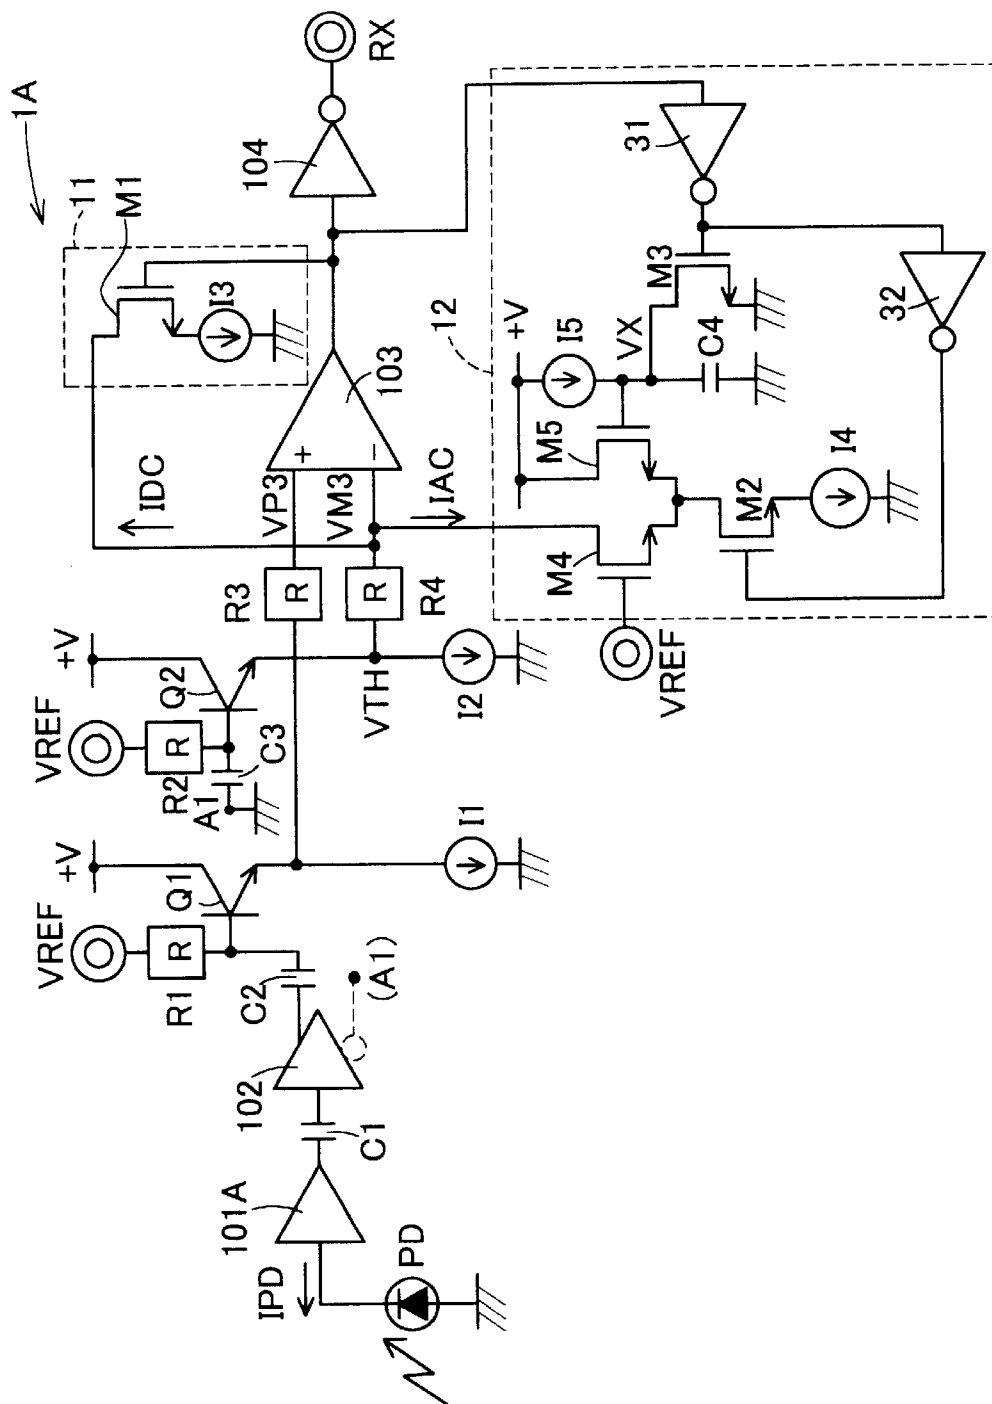 1A
IPD
PD
101A
C1
102
(A1)
C2
VREF
R1
R
Q1
+V
I1
VREF
R2
R
A1
C3
Q2
+V
VTH
I2
R3
R
R4
R
VP3
VM3
+
−
103
IDC
IAC
11
M1
I3
104
RX
12
VREF
M4
M5
+V
I5
VX
C4
M3
M2
I4
31
32